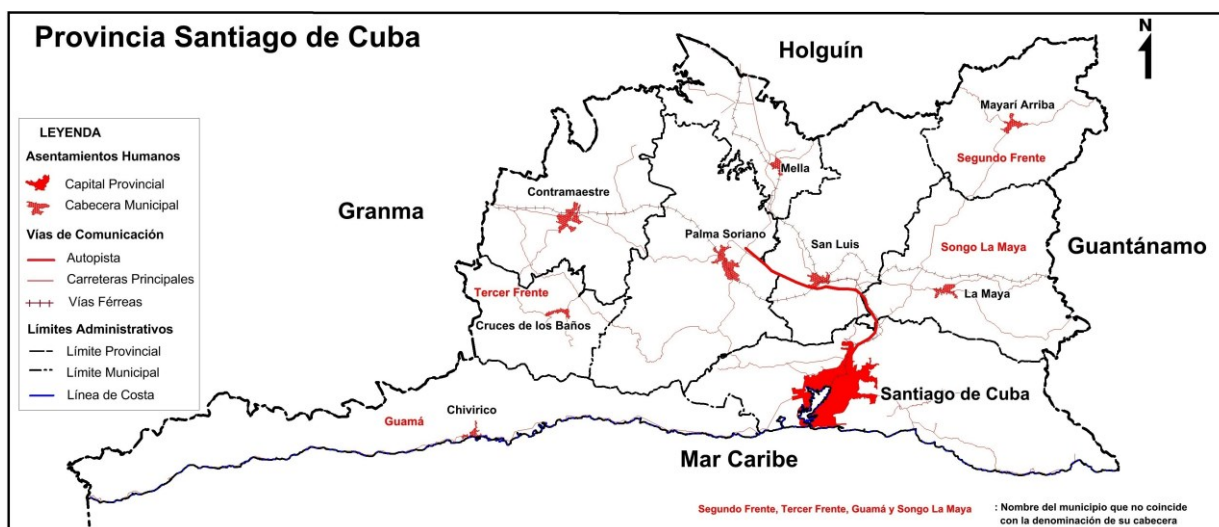 Provincia Santiago de Cuba
Holguín
N
Mayarí Arriba
LEYENDA
Asentamientos Humanos
Capital Provincial
Cabecera Municipal
Vías de Comunicación
Autopista
Carreteras Principales
Vías Férreas
Límites Administrativos
Límite Provincial
Límite Municipal
Línea de Costa
Segundo Frente
Mella
Contramaestre
Granma
Palma Soriano
San Luis
Songo La Maya
Guantánamo
Tercer Frente
La Maya
Cruces de los Baños
Santiago de Cuba
Guamá
Chivirico
Mar Caribe
Segundo Frente, Tercer Frente, Guamá y Songo La Maya : Nombre del municipio que no coincide
con la denominación de su cabecera